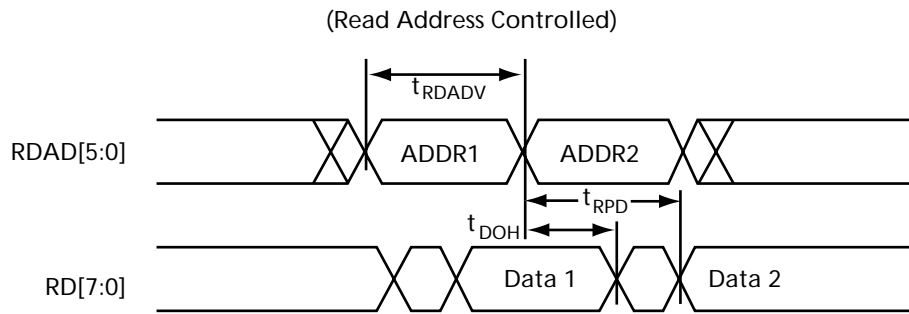 (Read Address Controlled)
tRDADV
RDAD[5:0]
ADDR1
ADDR2
tRPD
tDOH
RD[7:0]
Data 1
Data 2